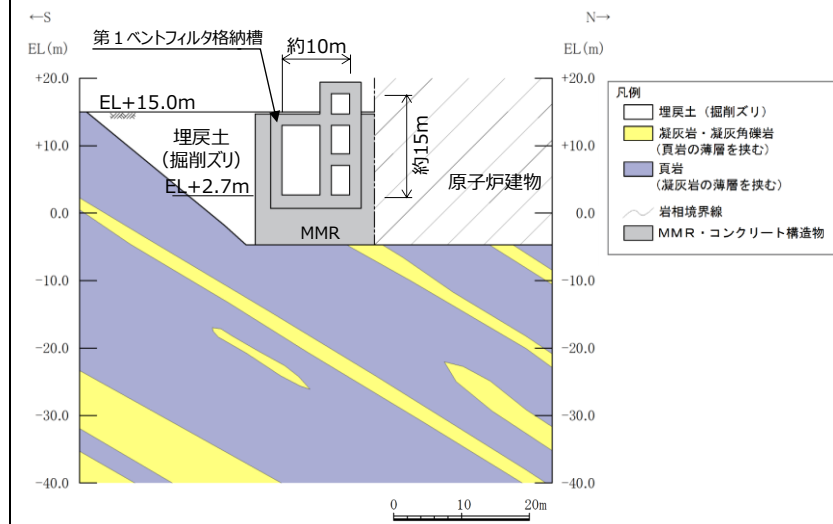 ←S
N→
EL(m)
EL(m)
第1ベントフィルタ格納槽
約10m
+20.0
+10.0
0.0
-10.0
-20.0
-30.0
-40.0
EL+15.0m
埋戻土
(掘削ズリ)
EL+2.7m
約15m
原子炉建物
MMR
+20.0
+10.0
0.0
-10.0
-20.0
-30.0
-40.0
凡例
埋戻土(掘削ズリ)
凝灰岩・凝灰角礫岩
(頁岩の薄層を挟む)
頁岩
(凝灰岩の薄層を挟む)
岩相境界線
MMR・コンクリート構造物
0 10 20m